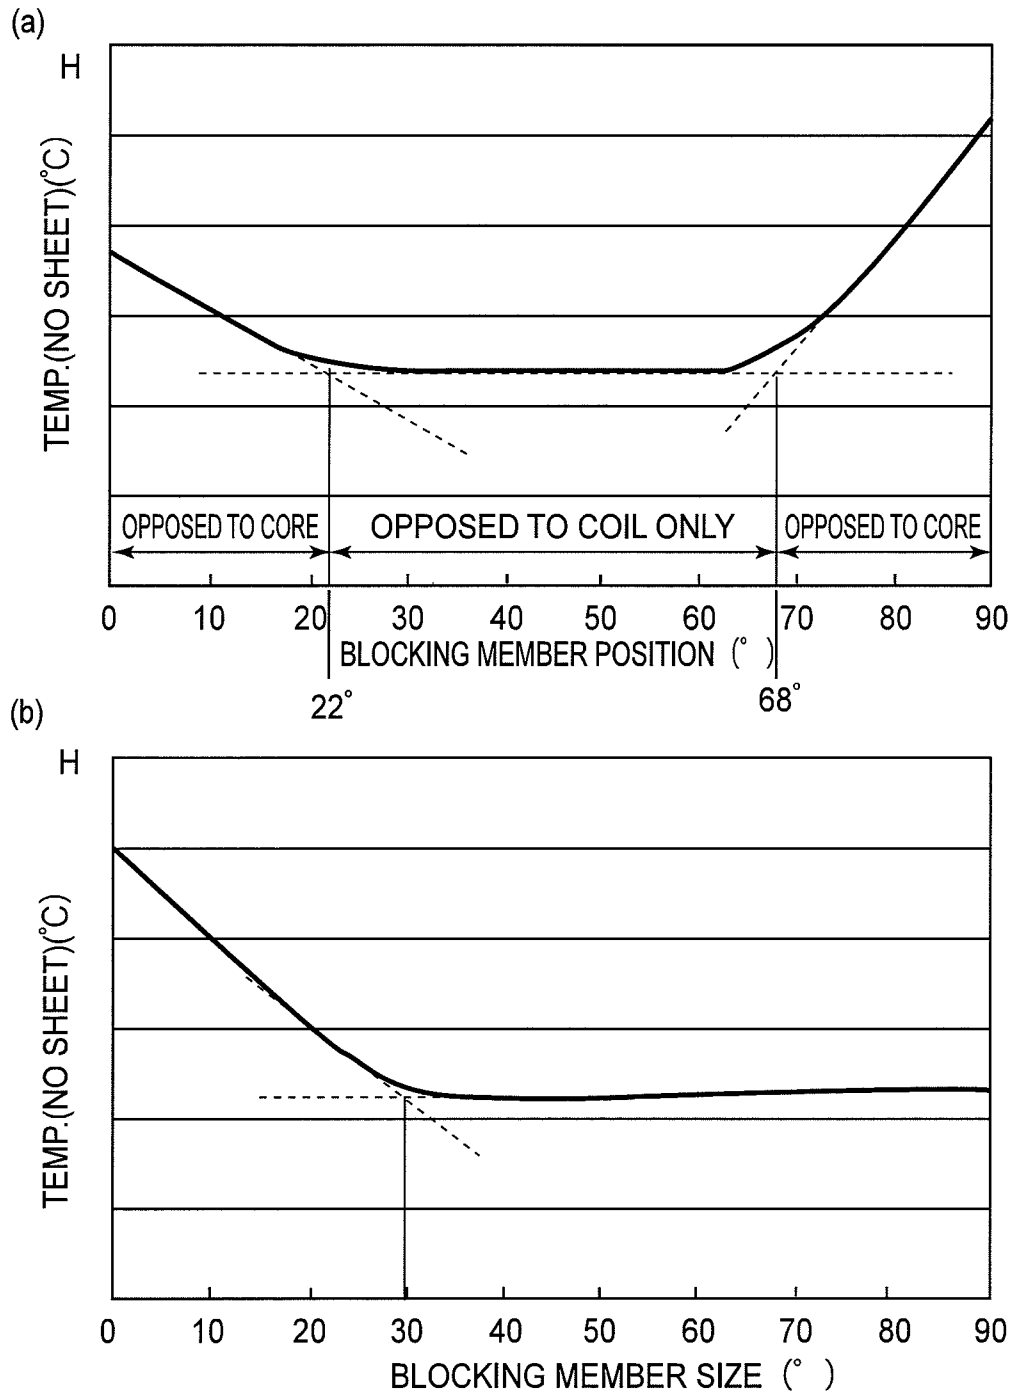 (a)
H
TEMP.(NO SHEET)(°C)
OPPOSED TO CORE OPPOSED TO COIL ONLY OPPOSED TO CORE
0 10 20 30 40 50 60 70 80 90
BLOCKING MEMBER POSITION (° )
22° 68°
(b)
H
TEMP.(NO SHEET)(°C)
0 10 20 30 40 50 60 70 80 90
BLOCKING MEMBER SIZE (° )